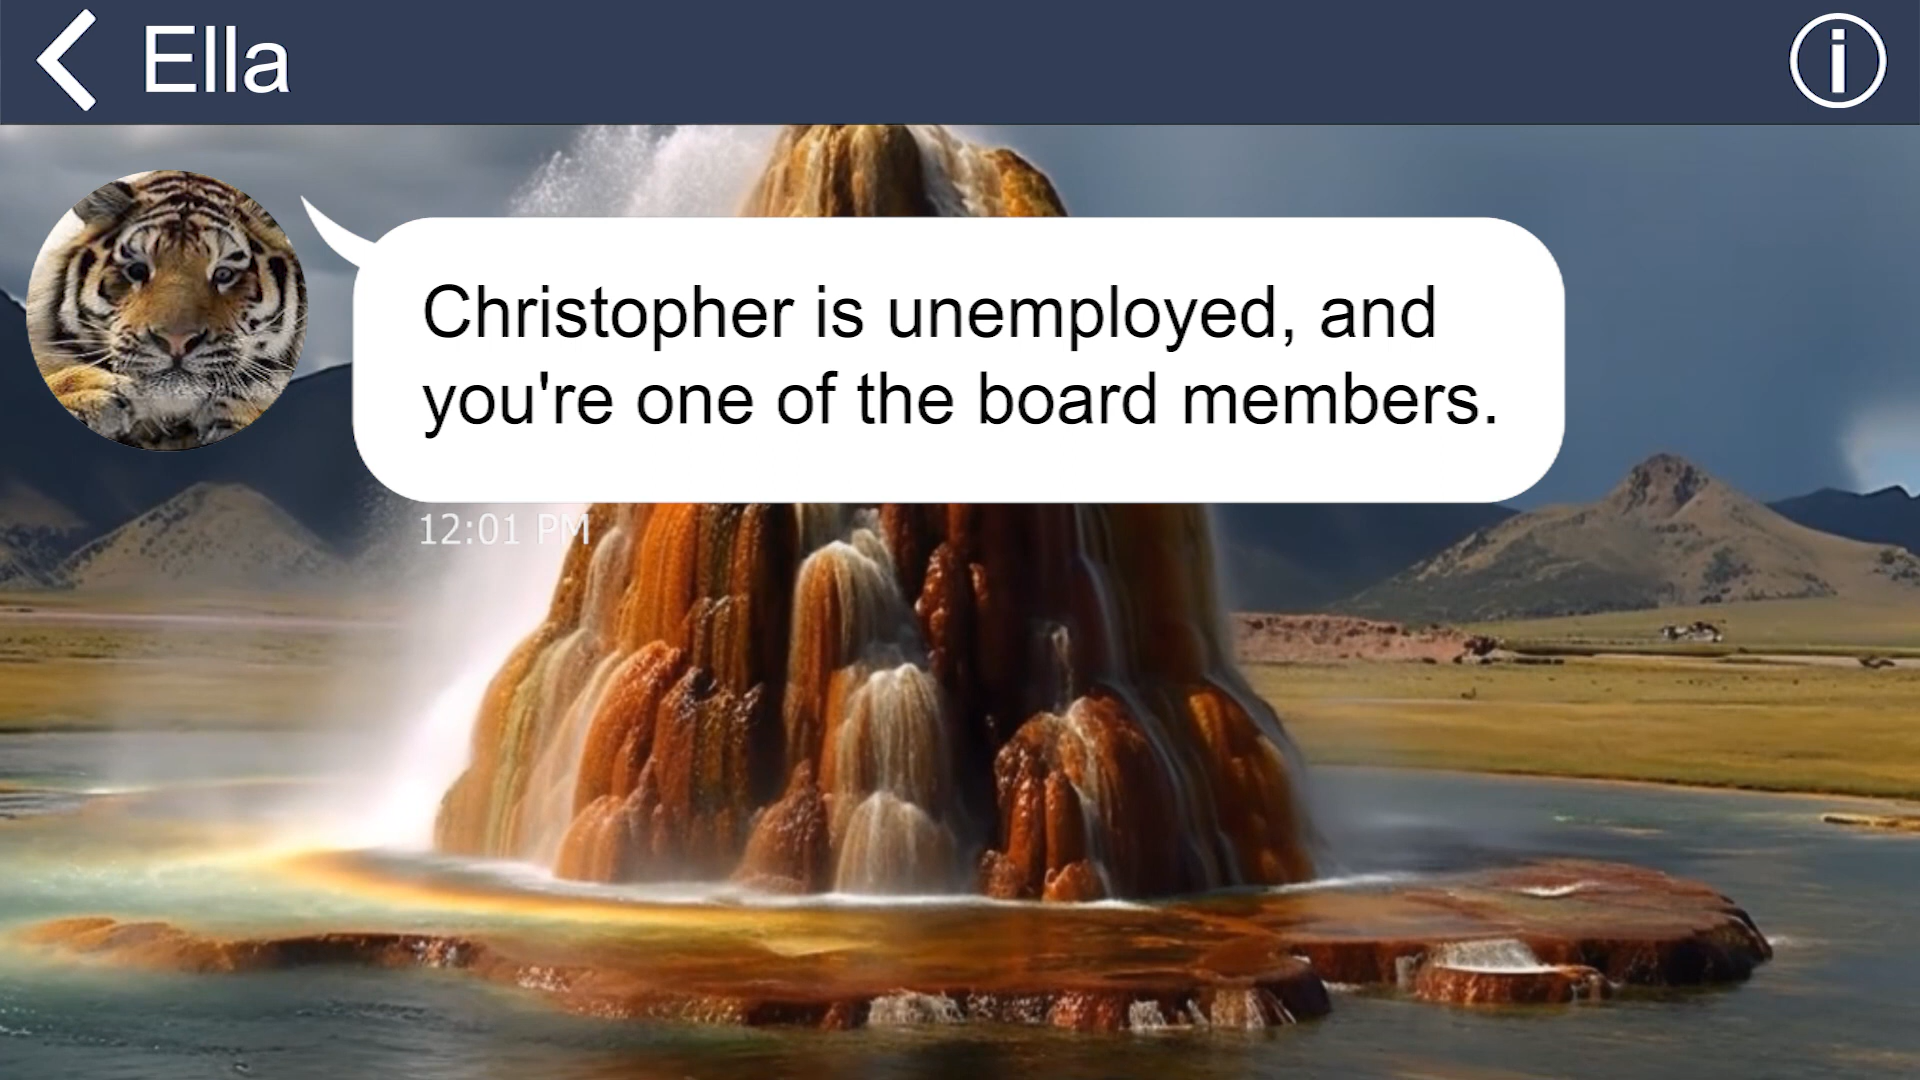 Ella
Christopher is unemployed, and
you're one of the board members.
12:01 PM